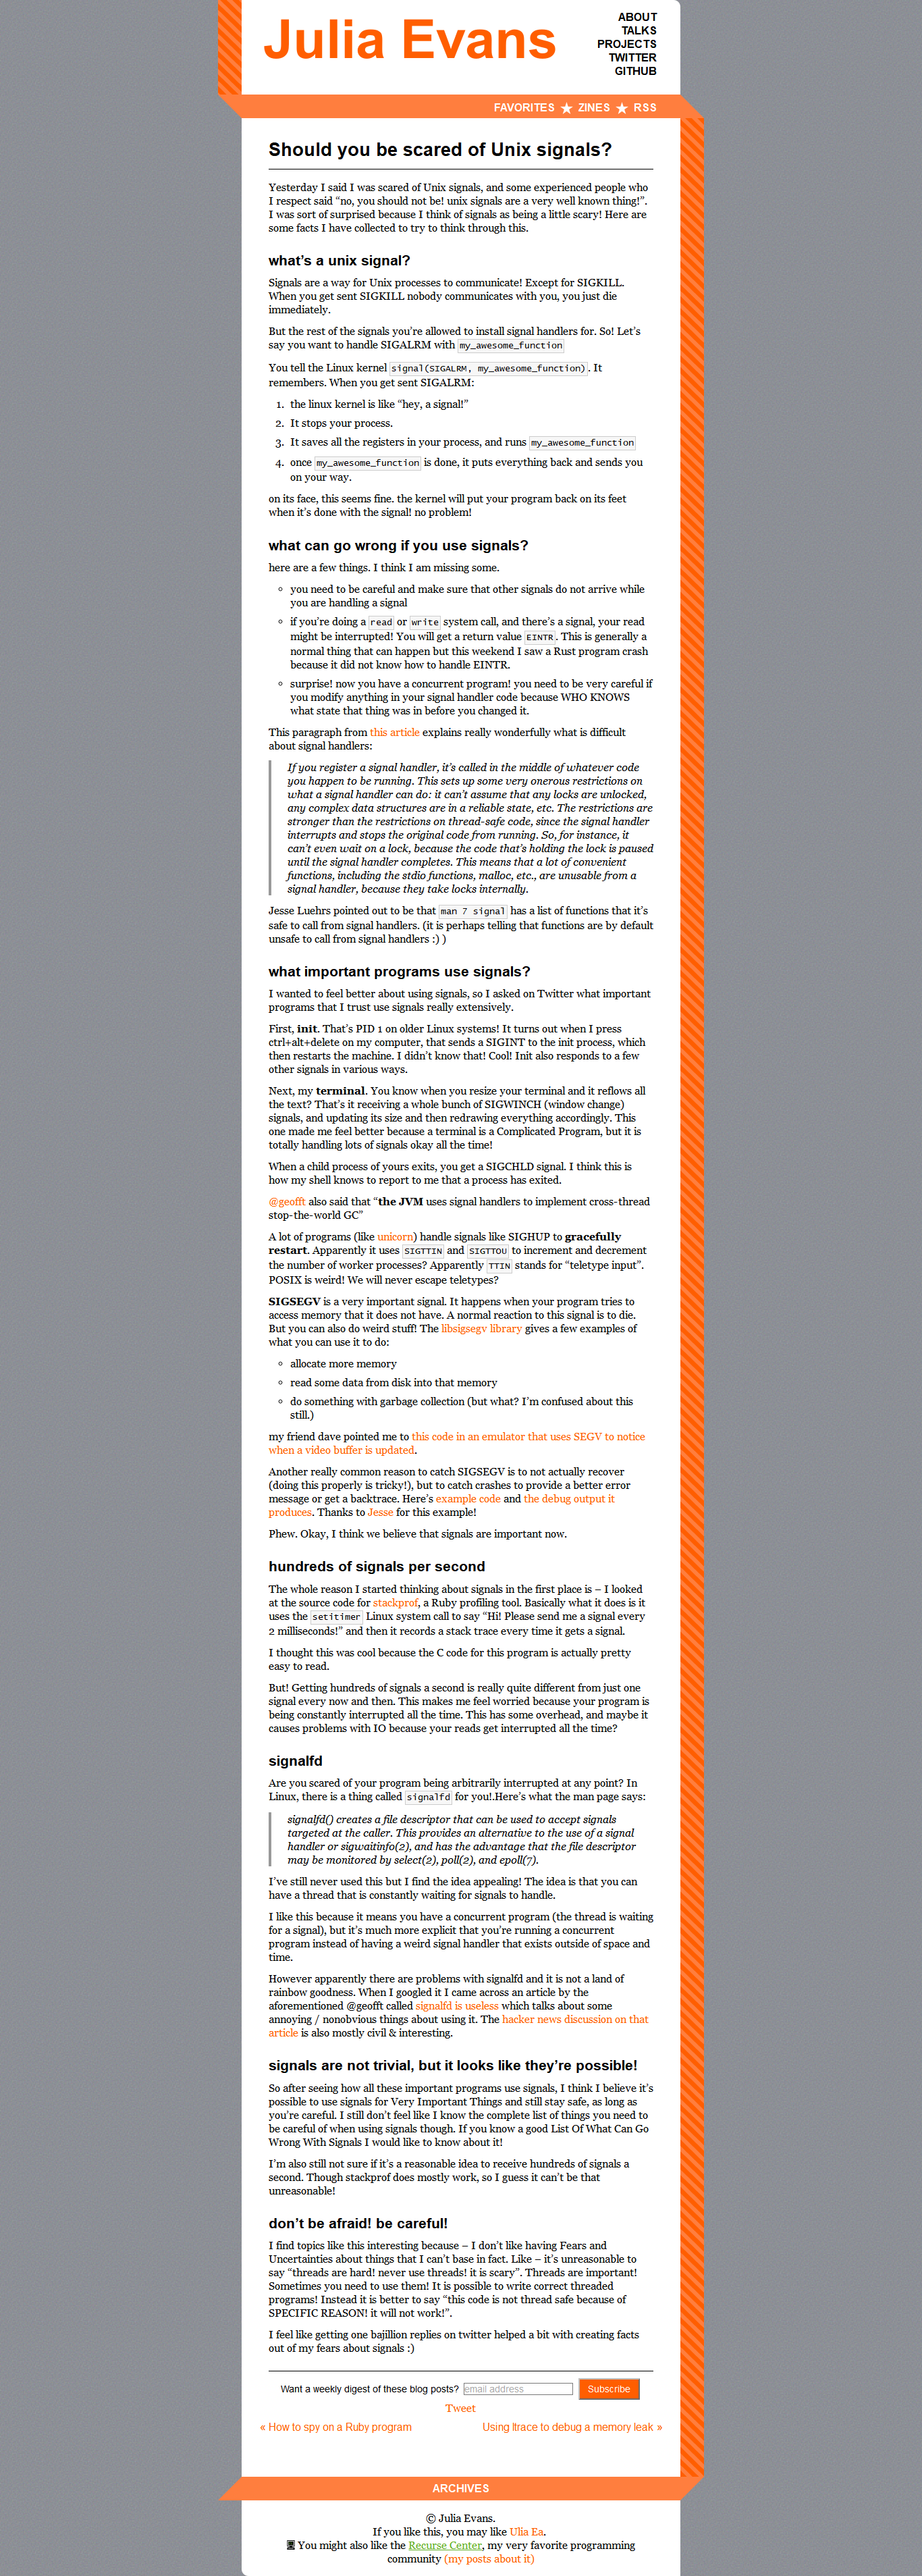 Julia Evans
ABOUT
TALKS
PROJECTS
TWITTER
GITHUB
FAVORITES ★ ZINES ★ RSS
Should you be scared of Unix signals?
Yesterday I said I was scared of Unix signals, and some experienced people who
I respect said “no, you should not be! unix signals are a very well known thing!”.
I was sort of surprised because I think of signals as being a little scary! Here are
some facts I have collected to try to think through this.
what’s a unix signal?
Signals are a way for Unix processes to communicate! Except for SIGKILL.
When you get sent SIGKILL nobody communicates with you, you just die
immediately.
But the rest of the signals you’re allowed to install signal handlers for. So! Let’s
say you want to handle SIGALRM with my_awesome_function
You tell the Linux kernel signal(SIGALRM, my_awesome_function). It
remembers. When you get sent SIGALRM:
1. the linux kernel is like “hey, a signal!”
2. It stops your process.
3. It saves all the registers in your process, and runs my_awesome_function
4. once my_awesome_function is done, it puts everything back and sends you
on your way.
on its face, this seems fine. the kernel will put your program back on its feet
when it’s done with the signal! no problem!
what can go wrong if you use signals?
here are a few things. I think I am missing some.
◦ you need to be careful and make sure that other signals do not arrive while
you are handling a signal
◦ if you’re doing a read or write system call, and there’s a signal, your read
might be interrupted! You will get a return value EINTR. This is generally a
normal thing that can happen but this weekend I saw a Rust program crash
because it did not know how to handle EINTR.
◦ surprise! now you have a concurrent program! you need to be very careful if
you modify anything in your signal handler code because WHO KNOWS
what state that thing was in before you changed it.
This paragraph from this article explains really wonderfully what is difficult
about signal handlers:
If you register a signal handler, it’s called in the middle of whatever code
you happen to be running. This sets up some very onerous restrictions on
what a signal handler can do: it can’t assume that any locks are unlocked,
any complex data structures are in a reliable state, etc. The restrictions are
stronger than the restrictions on thread-safe code, since the signal handler
interrupts and stops the original code from running. So, for instance, it
can’t even wait on a lock, because the code that’s holding the lock is paused
until the signal handler completes. This means that a lot of convenient
functions, including the stdio functions, malloc, etc., are unusable from a
signal handler, because they take locks internally.
Jesse Luehrs pointed out to be that man 7 signal has a list of functions that it’s
safe to call from signal handlers. (it is perhaps telling that functions are by default
unsafe to call from signal handlers :) )
what important programs use signals?
I wanted to feel better about using signals, so I asked on Twitter what important
programs that I trust use signals really extensively.
First, init. That’s PID 1 on older Linux systems! It turns out when I press
ctrl+alt+delete on my computer, that sends a SIGINT to the init process, which
then restarts the machine. I didn’t know that! Cool! Init also responds to a few
other signals in various ways.
Next, my terminal. You know when you resize your terminal and it reflows all
the text? That’s it receiving a whole bunch of SIGWINCH (window change)
signals, and updating its size and then redrawing everything accordingly. This
one made me feel better because a terminal is a Complicated Program, but it is
totally handling lots of signals okay all the time!
When a child process of yours exits, you get a SIGCHLD signal. I think this is
how my shell knows to report to me that a process has exited.
@geofft also said that “the JVM uses signal handlers to implement cross-thread
stop-the-world GC”
A lot of programs (like unicorn) handle signals like SIGHUP to gracefully
restart. Apparently it uses SIGTTIN and SIGTTOU to increment and decrement
the number of worker processes? Apparently TTIN stands for “teletype input”.
POSIX is weird! We will never escape teletypes?
SIGSEGV is a very important signal. It happens when your program tries to
access memory that it does not have. A normal reaction to this signal is to die.
But you can also do weird stuff! The libsigsegv library gives a few examples of
what you can use it to do:
◦ allocate more memory
◦ read some data from disk into that memory
◦ do something with garbage collection (but what? I’m confused about this
still.)
my friend dave pointed me to this code in an emulator that uses SEGV to notice
when a video buffer is updated.
Another really common reason to catch SIGSEGV is to not actually recover
(doing this properly is tricky!), but to catch crashes to provide a better error
message or get a backtrace. Here’s example code and the debug output it
produces. Thanks to Jesse for this example!
Phew. Okay, I think we believe that signals are important now.
hundreds of signals per second
The whole reason I started thinking about signals in the first place is – I looked
at the source code for stackprof, a Ruby profiling tool. Basically what it does is it
uses the setitimer Linux system call to say “Hi! Please send me a signal every
2 milliseconds!” and then it records a stack trace every time it gets a signal.
I thought this was cool because the C code for this program is actually pretty
easy to read.
But! Getting hundreds of signals a second is really quite different from just one
signal every now and then. This makes me feel worried because your program is
being constantly interrupted all the time. This has some overhead, and maybe it
causes problems with IO because your reads get interrupted all the time?
signalfd
Are you scared of your program being arbitrarily interrupted at any point? In
Linux, there is a thing called signalfd for you!.Here’s what the man page says:
signalfd() creates a file descriptor that can be used to accept signals
targeted at the caller. This provides an alternative to the use of a signal
handler or sigwaitinfo(2), and has the advantage that the file descriptor
may be monitored by select(2), poll(2), and epoll(7).
I’ve still never used this but I find the idea appealing! The idea is that you can
have a thread that is constantly waiting for signals to handle.
I like this because it means you have a concurrent program (the thread is waiting
for a signal), but it’s much more explicit that you’re running a concurrent
program instead of having a weird signal handler that exists outside of space and
time.
However apparently there are problems with signalfd and it is not a land of
rainbow goodness. When I googled it I came across an article by the
aforementioned @geofft called signalfd is useless which talks about some
annoying / nonobvious things about using it. The hacker news discussion on that
article is also mostly civil & interesting.
signals are not trivial, but it looks like they’re possible!
So after seeing how all these important programs use signals, I think I believe it’s
possible to use signals for Very Important Things and still stay safe, as long as
you’re careful. I still don’t feel like I know the complete list of things you need to
be careful of when using signals though. If you know a good List Of What Can Go
Wrong With Signals I would like to know about it!
I’m also still not sure if it’s a reasonable idea to receive hundreds of signals a
second. Though stackprof does mostly work, so I guess it can’t be that
unreasonable!
don’t be afraid! be careful!
I find topics like this interesting because – I don’t like having Fears and
Uncertainties about things that I can’t base in fact. Like – it’s unreasonable to
say “threads are hard! never use threads! it is scary”. Threads are important!
Sometimes you need to use them! It is possible to write correct threaded
programs! Instead it is better to say “this code is not thread safe because of
SPECIFIC REASON! it will not work!”.
I feel like getting one bajillion replies on twitter helped a bit with creating facts
out of my fears about signals :)
Want a weekly digest of these blog posts? email address Subscribe
Tweet
« How to spy on a Ruby program Using ltrace to debug a memory leak »
ARCHIVES
© Julia Evans.
If you like this, you may like Ulia Ea.
You might also like the Recurse Center, my very favorite programming
community (my posts about it)